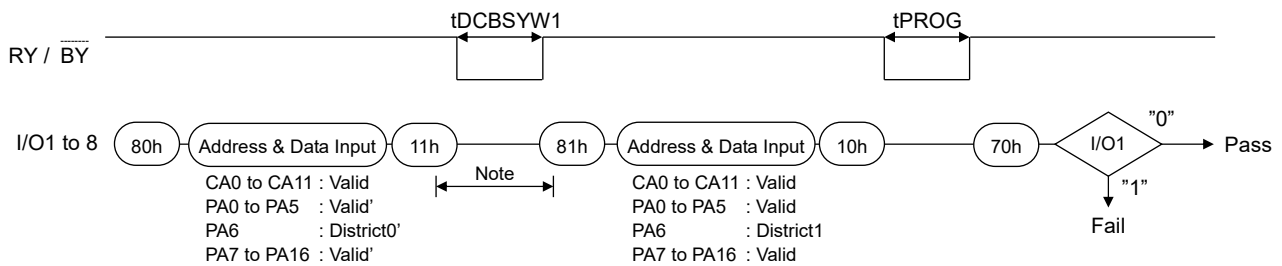 tDCBSYW1
tPROG
RY / BY
I/O1 to 8
80h
Address & Data Input
11h
81h
Address & Data Input
10h
70h
I/O1
"0"
Pass
Note
"1"
Fail
CA0 to CA11 : Valid
PA0 to PA5 : Valid’
PA6 : District0’
PA7 to PA16 : Valid’
CA0 to CA11 : Valid
PA0 to PA5 : Valid
PA6 : District1
PA7 to PA16 : Valid